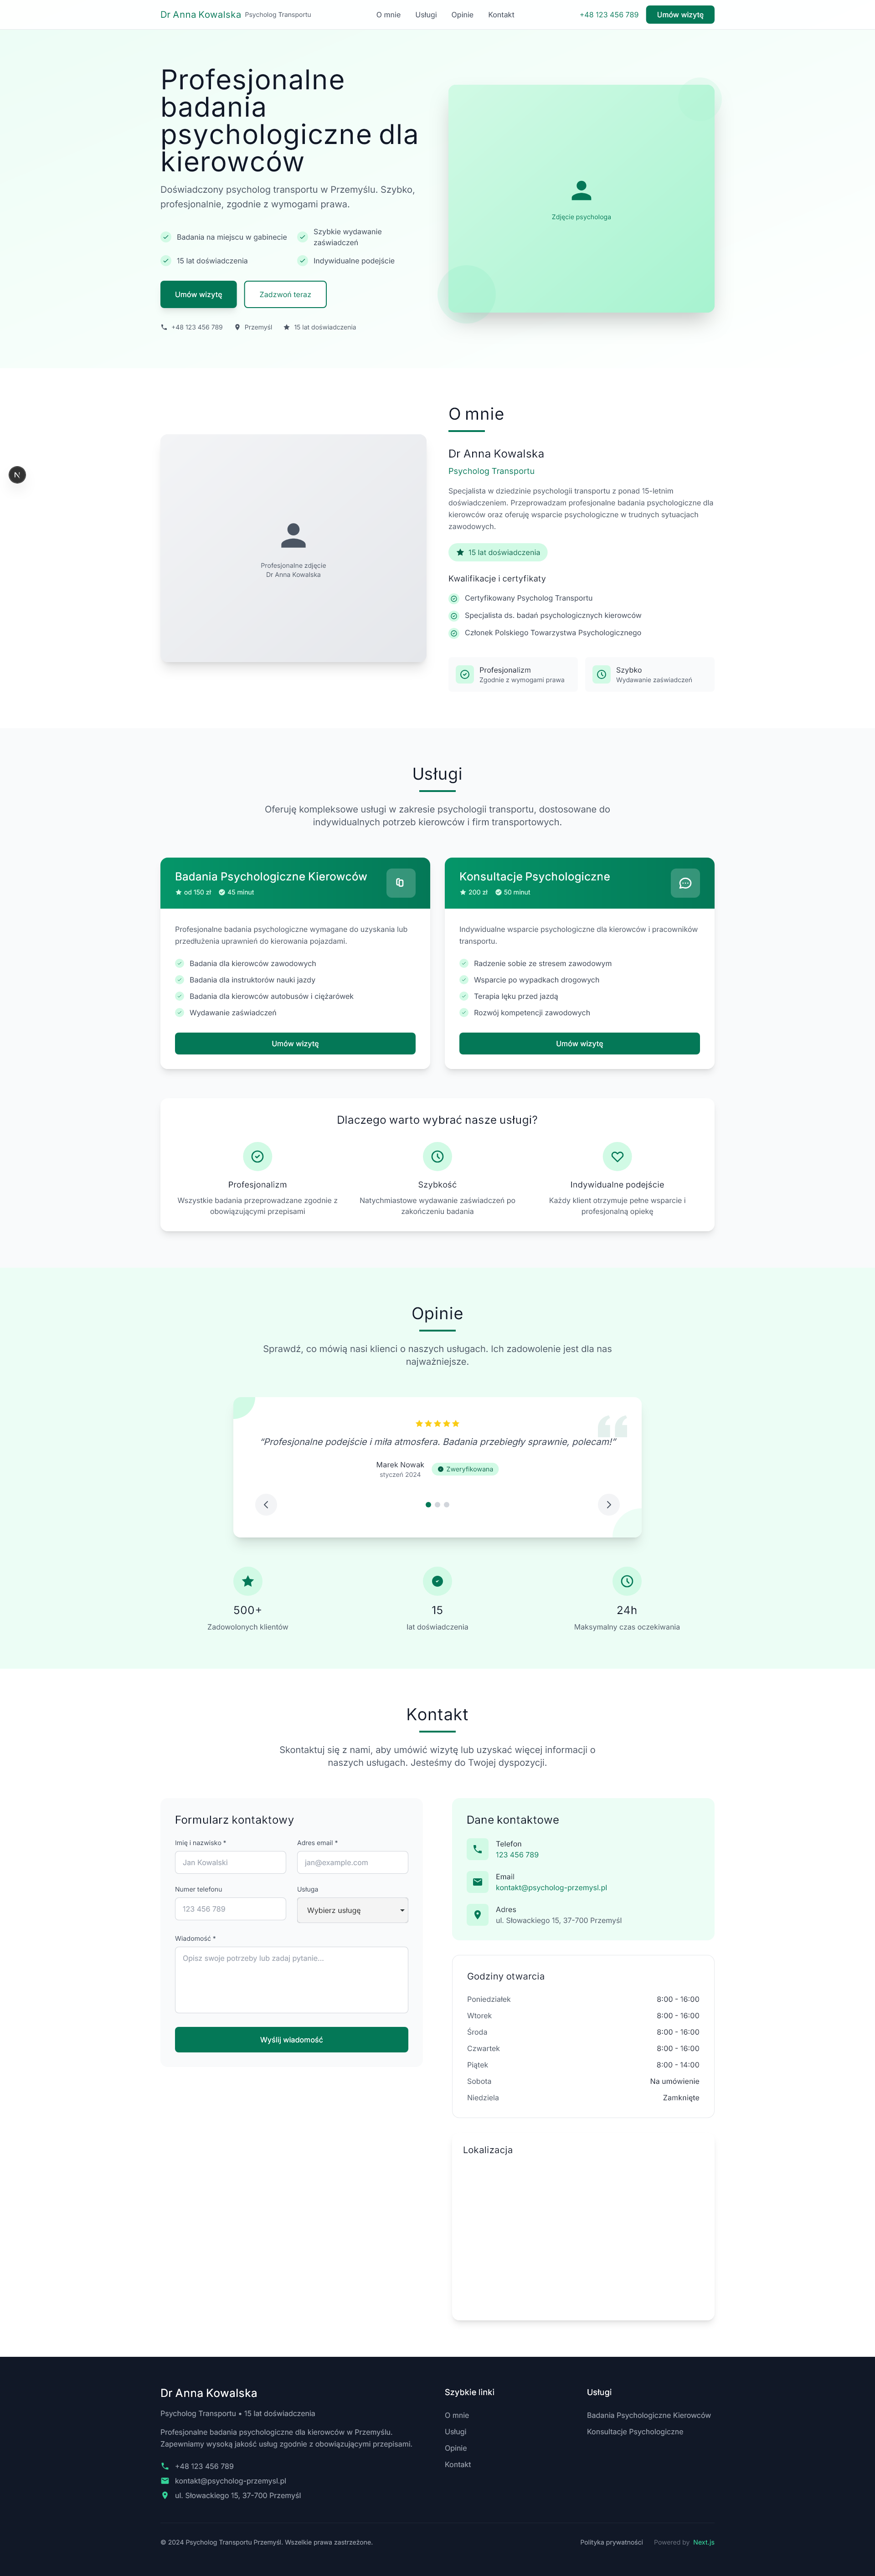 Dr Anna Kowalska Psycholog Transportu O mnie Usługi Opinie Kontakt +48 123 456 789 Umów wizytę
Profesjonalne
badania
psychologiczne dla
kierowców
Doświadczony psycholog transportu w Przemyślu. Szybko,
profesjonalnie, zgodnie z wymogami prawa.
Badania na miejscu w gabinecie
Szybkie wydawanie
zaświadczeń
15 lat doświadczenia
Indywidualne podejście
Umów wizytę Zadzwoń teraz
+48 123 456 789 Przemyśl 15 lat doświadczenia
Zdjęcie psychologa
N
Profesjonalne zdjęcie
Dr Anna Kowalska
O mnie
Dr Anna Kowalska
Psycholog Transportu
Specjalista w dziedzinie psychologii transportu z ponad 15-letnim
doświadczeniem. Przeprowadzam profesjonalne badania psychologiczne dla
kierowców oraz oferuję wsparcie psychologiczne w trudnych sytuacjach
zawodowych.
15 lat doświadczenia
Kwalifikacje i certyfikaty
Certyfikowany Psycholog Transportu
Specjalista ds. badań psychologicznych kierowców
Członek Polskiego Towarzystwa Psychologicznego
Profesjonalizm
Zgodnie z wymogami prawa
Szybko
Wydawanie zaświadczeń
Usługi
Oferuję kompleksowe usługi w zakresie psychologii transportu, dostosowane do
indywidualnych potrzeb kierowców i firm transportowych.
Badania Psychologiczne Kierowców
od 150 zł 45 minut
Profesjonalne badania psychologiczne wymagane do uzyskania lub
przedłużenia uprawnień do kierowania pojazdami.
Badania dla kierowców zawodowych
Badania dla instruktorów nauki jazdy
Badania dla kierowców autobusów i ciężarówek
Wydawanie zaświadczeń
Umów wizytę
Konsultacje Psychologiczne
200 zł 50 minut
Indywidualne wsparcie psychologiczne dla kierowców i pracowników
transportu.
Radzenie sobie ze stresem zawodowym
Wsparcie po wypadkach drogowych
Terapia lęku przed jazdą
Rozwój kompetencji zawodowych
Umów wizytę
Dlaczego warto wybrać nasze usługi?
Profesjonalizm
Wszystkie badania przeprowadzane zgodnie z
obowiązującymi przepisami
Szybkość
Natychmiastowe wydawanie zaświadczeń po
zakończeniu badania
Indywidualne podejście
Każdy klient otrzymuje pełne wsparcie i
profesjonalną opiekę
Opinie
Sprawdź, co mówią nasi klienci o naszych usługach. Ich zadowolenie jest dla nas
najważniejsze.
“Profesjonalne podejście i miła atmosfera. Badania przebiegły sprawnie, polecam!”
Marek Nowak
styczeń 2024
Zweryfikowana
500+
Zadowolonych klientów
15
lat doświadczenia
24h
Maksymalny czas oczekiwania
Kontakt
Skontaktuj się z nami, aby umówić wizytę lub uzyskać więcej informacji o
naszych usługach. Jesteśmy do Twojej dyspozycji.
Formularz kontaktowy
Imię i nazwisko * Adres email *
Jan Kowalski jan@example.com
Numer telefonu Usługa
123 456 789 Wybierz usługę
Wiadomość *
Opisz swoje potrzeby lub zadaj pytanie...
Wyślij wiadomość
Dane kontaktowe
Telefon
123 456 789
Email
kontakt@psycholog-przemysl.pl
Adres
ul. Słowackiego 15, 37-700 Przemyśl
Godziny otwarcia
Poniedziałek 8:00 - 16:00
Wtorek 8:00 - 16:00
Środa 8:00 - 16:00
Czwartek 8:00 - 16:00
Piątek 8:00 - 14:00
Sobota Na umówienie
Niedziela Zamknięte
Lokalizacja
Dr Anna Kowalska
Psycholog Transportu • 15 lat doświadczenia
Profesjonalne badania psychologiczne dla kierowców w Przemyślu.
Zapewniamy wysoką jakość usług zgodnie z obowiązującymi przepisami.
+48 123 456 789
kontakt@psycholog-przemysl.pl
ul. Słowackiego 15, 37-700 Przemyśl
Szybkie linki
O mnie
Usługi
Opinie
Kontakt
Usługi
Badania Psychologiczne Kierowców
Konsultacje Psychologiczne
© 2024 Psycholog Transportu Przemyśl. Wszelkie prawa zastrzeżone.
Polityka prywatności Powered by Next.js